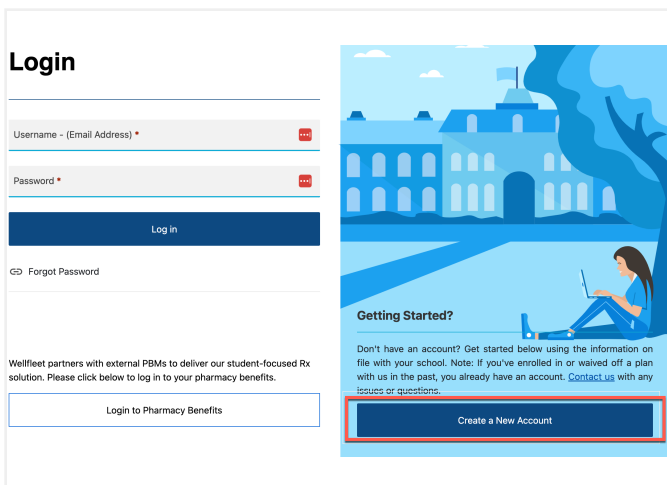 Login
Username - (Email Address) *
Password *
Log in
Forgot Password
Wellfleet partners with external PBMs to deliver our student-focused Rx
solution. Please click below to log in to your pharmacy benefits.
Login to Pharmacy Benefits
Getting Started?
Don't have an account? Get started below using the information on
file with your school. Note: If you've enrolled in or waived off a plan
with us in the past, you already have an account. Contact us with any
issues or questions.
Create a New Account